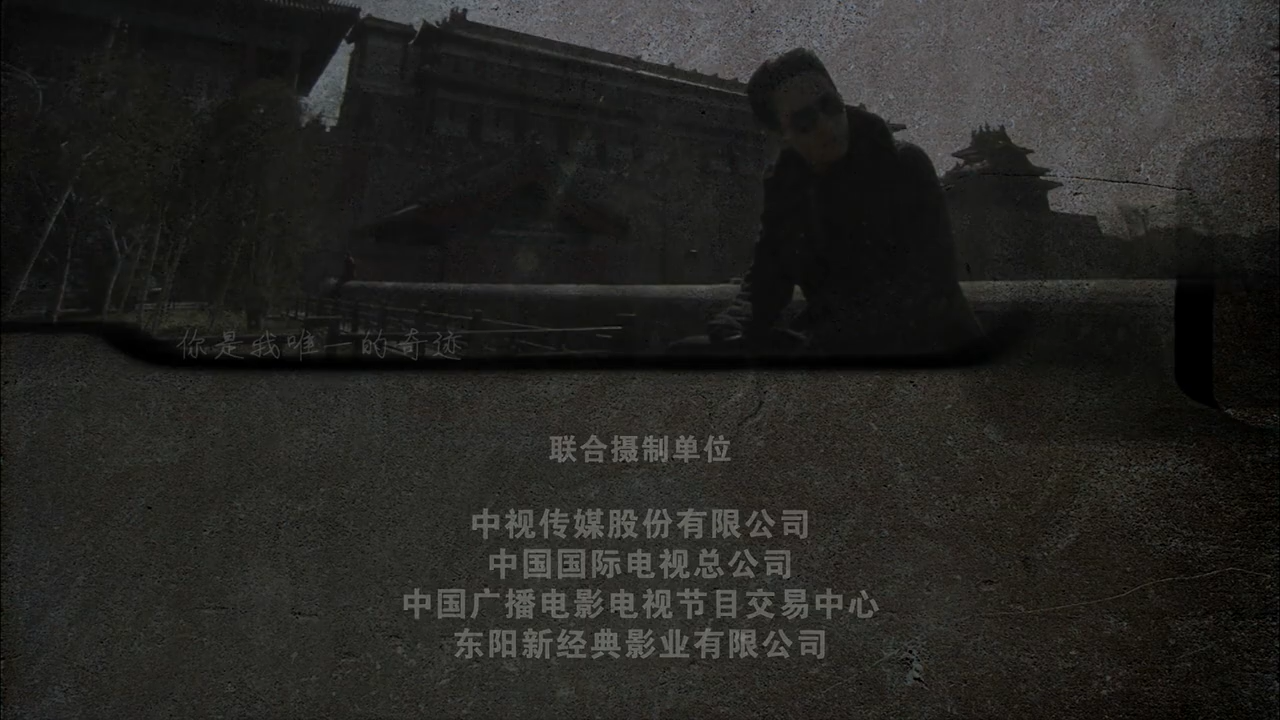 你是我唯一的奇迹
联合摄制单位
中视传媒股份有限公司
中国国际电视总公司
中国广播电影电视节目交易中心
东阳新经典影业有限公司